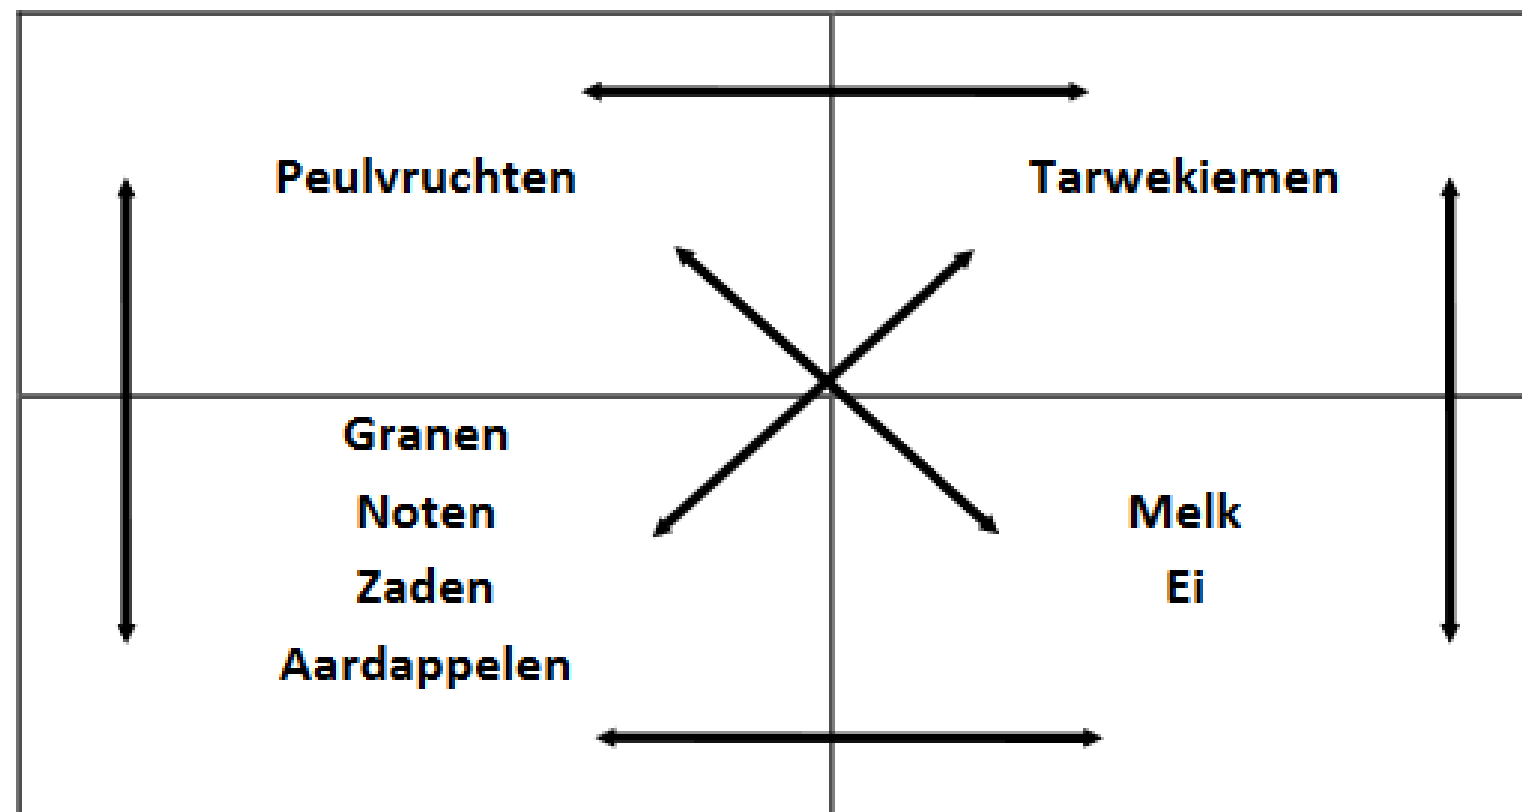 Peulvruchten
Tarwekiemen
Granen
Noten
Zaden
Aardappelen
Melk
Ei